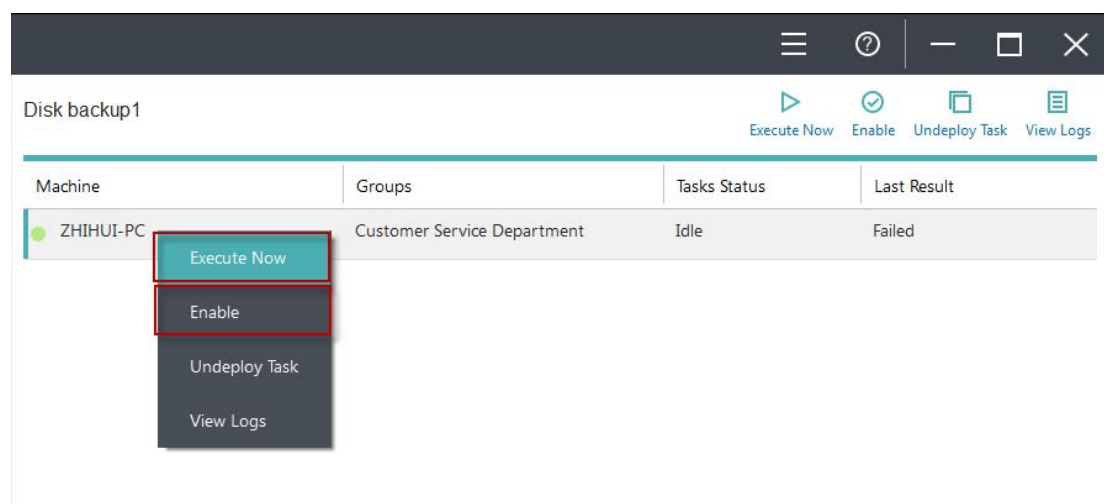 Disk backup1
Execute Now Enable Undeploy Task View Logs
Machine Groups Tasks Status Last Result
ZHIHUI-PC Customer Service Department Idle Failed
Execute Now
Enable
Undeploy Task
View Logs